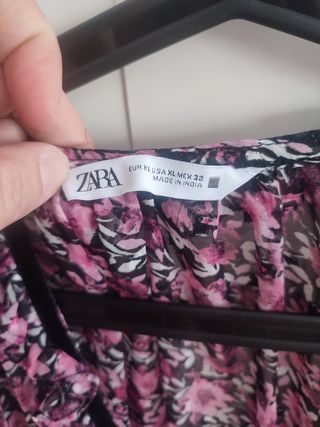 ZARA
EUR XL USA XL MEX 32
MADE IN INDIA